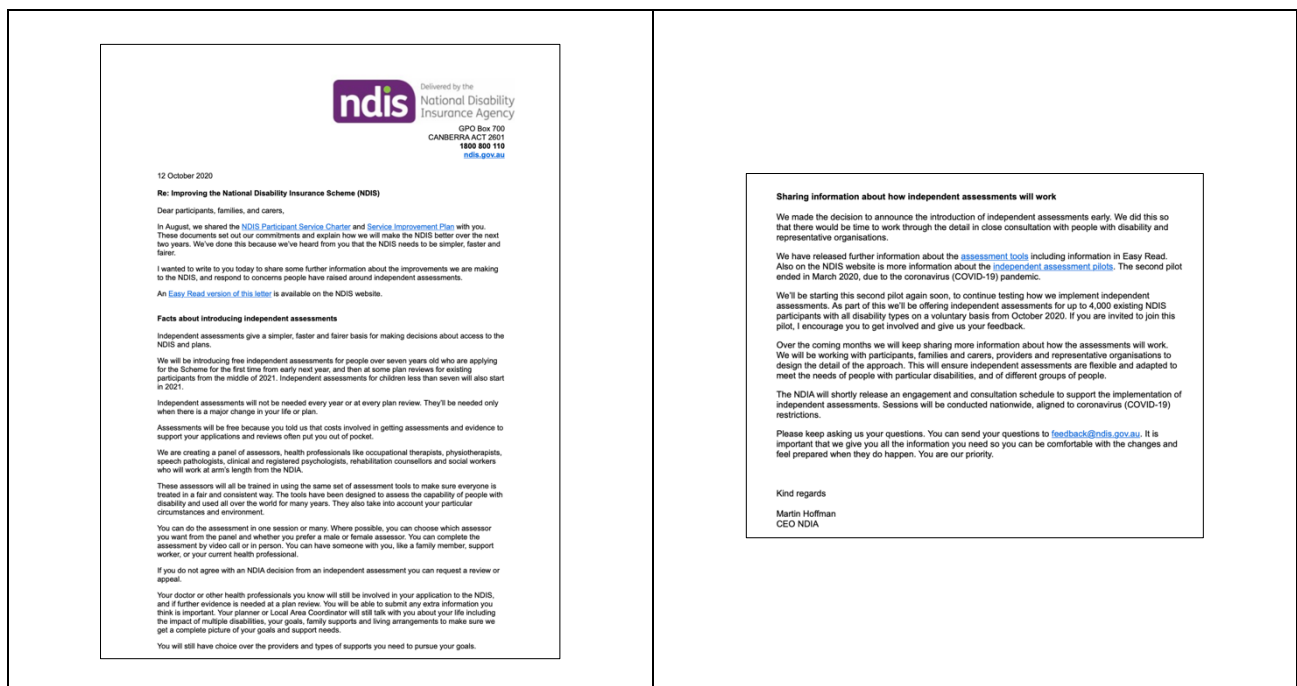 ndis
Delivered by the
National Disability
Insurance Agency
GPO Box 700
CANBERRA ACT 2601
1800 800 110
ndis.gov.au
12 October 2020
Re: Improving the National Disability Insurance Scheme (NDIS)
Dear participants, families, and carers,
In August, we shared the NDIS Participant Service Charter and Service Improvement Plan with you.
These documents set out our commitments and explain how we will make the NDIS better over the next
two years. We've done this because we've heard from you that the NDIS needs to be simpler, faster and
fairer.
I wanted to write to you today to share some further information about the improvements we are making
to the NDIS, and respond to concerns people have raised around independent assessments.
An Easy Read version of this letter is available on the NDIS website.
Facts about introducing independent assessments
Independent assessments give a simpler, faster and fairer basis for making decisions about access to the
NDIS and plans.
We will be introducing free independent assessments for people over seven years old who are applying
for the Scheme for the first time from early next year, and then at some plan reviews for existing
participants from the middle of 2021. Independent assessments for children less than seven will also start
in 2021.
Independent assessments will not be needed every year or at every plan review. They'll be needed only
when there is a major change in your life or plan.
Assessments will be free because you told us that costs involved in getting assessments and evidence to
support your applications and reviews often put you out of pocket.
We are creating a panel of assessors, health professionals like occupational therapists, physiotherapists,
speech pathologists, clinical and registered psychologists, rehabilitation counsellors and social workers
who will work at arm's length from the NDIA.
These assessors will all be trained in using the same set of assessment tools to make sure everyone is
treated in a fair and consistent way. The tools have been designed to assess the capability of people with
disability and used all over the world for many years. They also take into account your particular
circumstances and environment.
You can do the assessment in one session or many. Where possible, you can choose which assessor
you want from the panel and whether you prefer a male or female assessor. You can complete the
assessment by video call or in person. You can have someone with you, like a family member, support
worker, or your current health professional.
If you do not agree with an NDIA decision from an independent assessment you can request a review or
appeal.
Your doctor or other health professionals you know will still be involved in your application to the NDIS,
and if further evidence is needed at a plan review. You will be able to submit any extra information you
think is important. Your planner or Local Area Coordinator will still talk with you about your life including
the impact of multiple disabilities, your goals, family supports and living arrangements to make sure we
get a complete picture of your goals and support needs.
You will still have choice over the providers and types of supports you need to pursue your goals.
Sharing information about how independent assessments will work
We made the decision to announce the introduction of independent assessments early. We did this so
that there would be time to work through the detail in close consultation with people with disability and
representative organisations.
We have released further information about the assessment tools including information in Easy Read.
Also on the NDIS website is more information about the independent assessment pilots. The second pilot
ended in March 2020, due to the coronavirus (COVID-19) pandemic.
We'll be starting this second pilot again soon, to continue testing how we implement independent
assessments. As part of this we'll be offering independent assessments for up to 4,000 existing NDIS
participants with all disability types on a voluntary basis from October 2020. If you are invited to join this
pilot, I encourage you to get involved and give us your feedback.
Over the coming months we will keep sharing more information about how the assessments will work.
We will be working with participants, families and carers, providers and representative organisations to
design the detail of the approach. This will ensure independent assessments are flexible and adapted to
meet the needs of people with particular disabilities, and of different groups of people.
The NDIA will shortly release an engagement and consultation schedule to support the implementation of
independent assessments. Sessions will be conducted nationwide, aligned to coronavirus (COVID-19)
restrictions.
Please keep asking us your questions. You can send your questions to feedback@ndis.gov.au. It is
important that we give you all the information you need so you can be comfortable with the changes and
feel prepared when they do happen. You are our priority.
Kind regards
Martin Hoffman
CEO NDIA